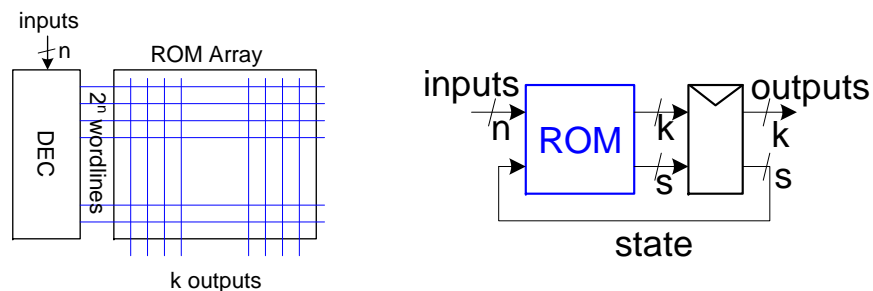 inputs
n
ROM Array
DEC
2ⁿ wordlines
k outputs
inputs
n
ROM
k
s
outputs
k
s
state